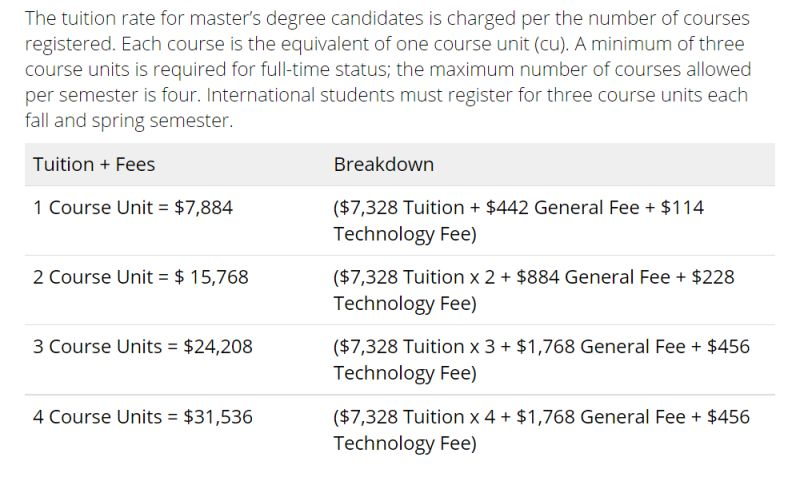 The tuition rate for master’s degree candidates is charged per the number of courses
registered. Each course is the equivalent of one course unit (cu). A minimum of three
course units is required for full-time status; the maximum number of courses allowed
per semester is four. International students must register for three course units each
fall and spring semester.
Tuition + Fees Breakdown
1 Course Unit = $7,884 ($7,328 Tuition + $442 General Fee + $114
Technology Fee)
2 Course Unit = $ 15,768 ($7,328 Tuition x 2 + $884 General Fee + $228
Technology Fee)
3 Course Units = $24,208 ($7,328 Tuition x 3 + $1,768 General Fee + $456
Technology Fee)
4 Course Units = $31,536 ($7,328 Tuition x 4 + $1,768 General Fee + $456
Technology Fee)